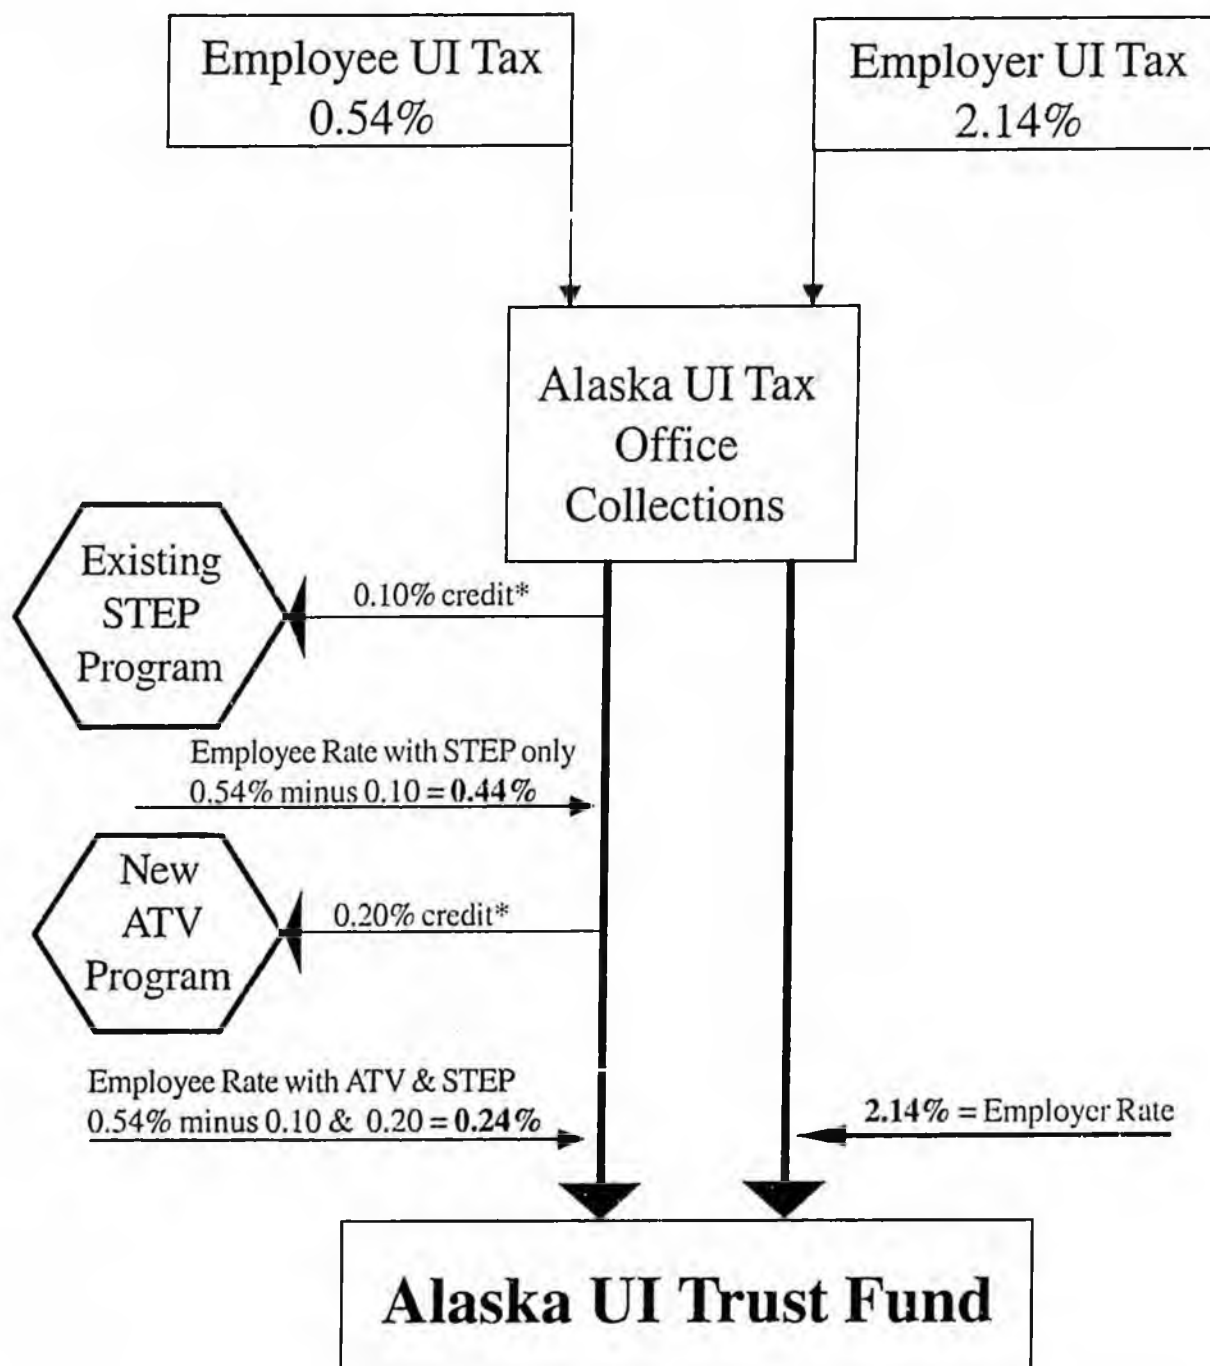 Employee UI Tax
0.54%
Employer UI Tax
2.14%
Alaska UI Tax
Office
Collections
Existing
STEP
Program
0.10% credit*
Employee Rate with STEP only
0.54% minus 0.10 = 0.44%
New
ATV
Program
0.20% credit*
Employee Rate with ATV & STEP
0.54% minus 0.10 & 0.20 = 0.24%
2.14% = Employer Rate
Alaska UI Trust Fund